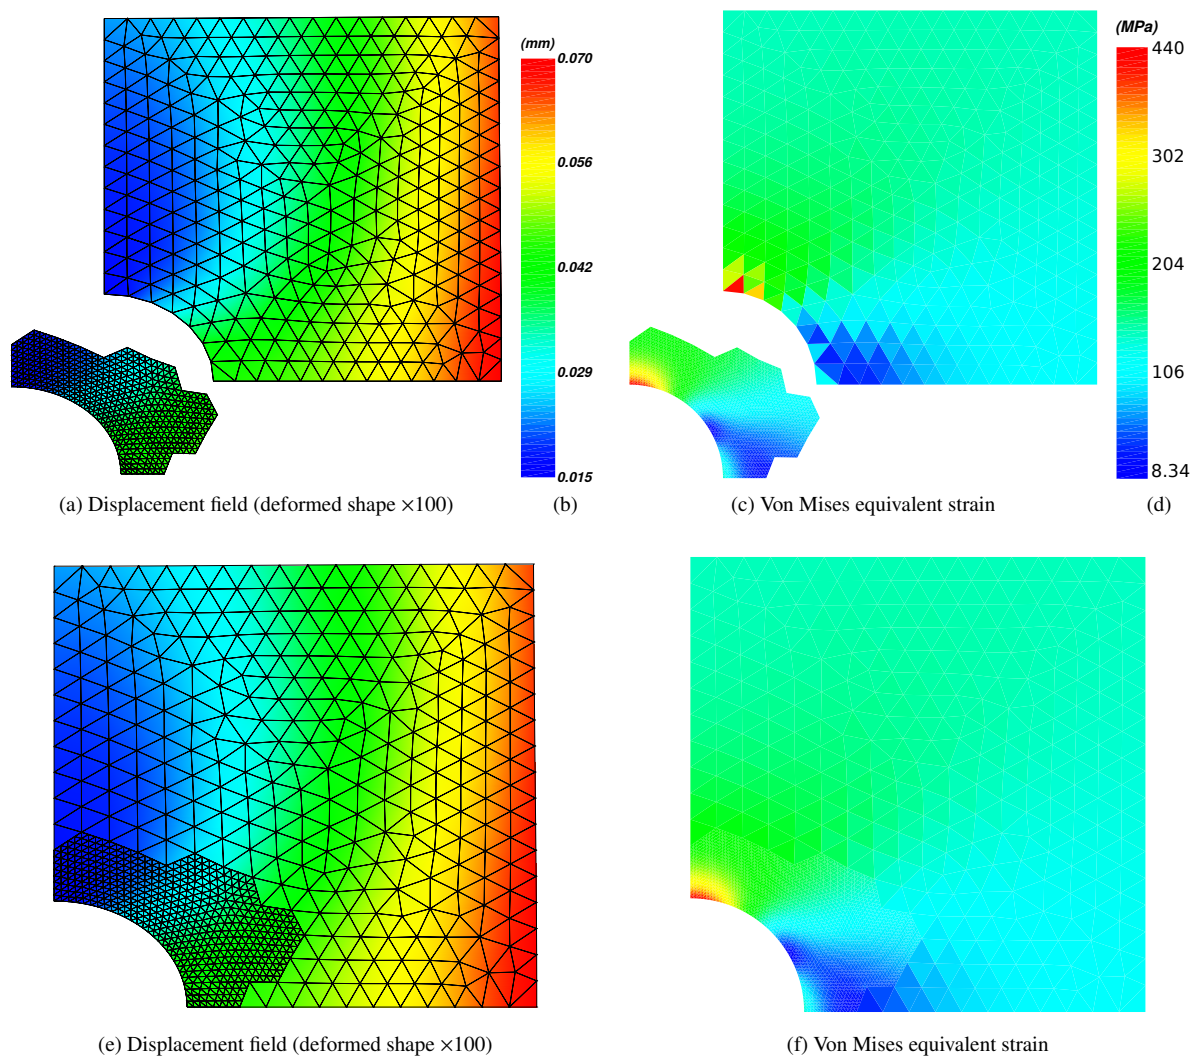 (mm)
0.070
0.056
0.042
0.029
0.015
(MPa)
440
302
204
106
8.34
(a) Displacement field (deformed shape ×100)
(b)
(c) Von Mises equivalent strain
(d)
(e) Displacement field (deformed shape ×100)
(f) Von Mises equivalent strain